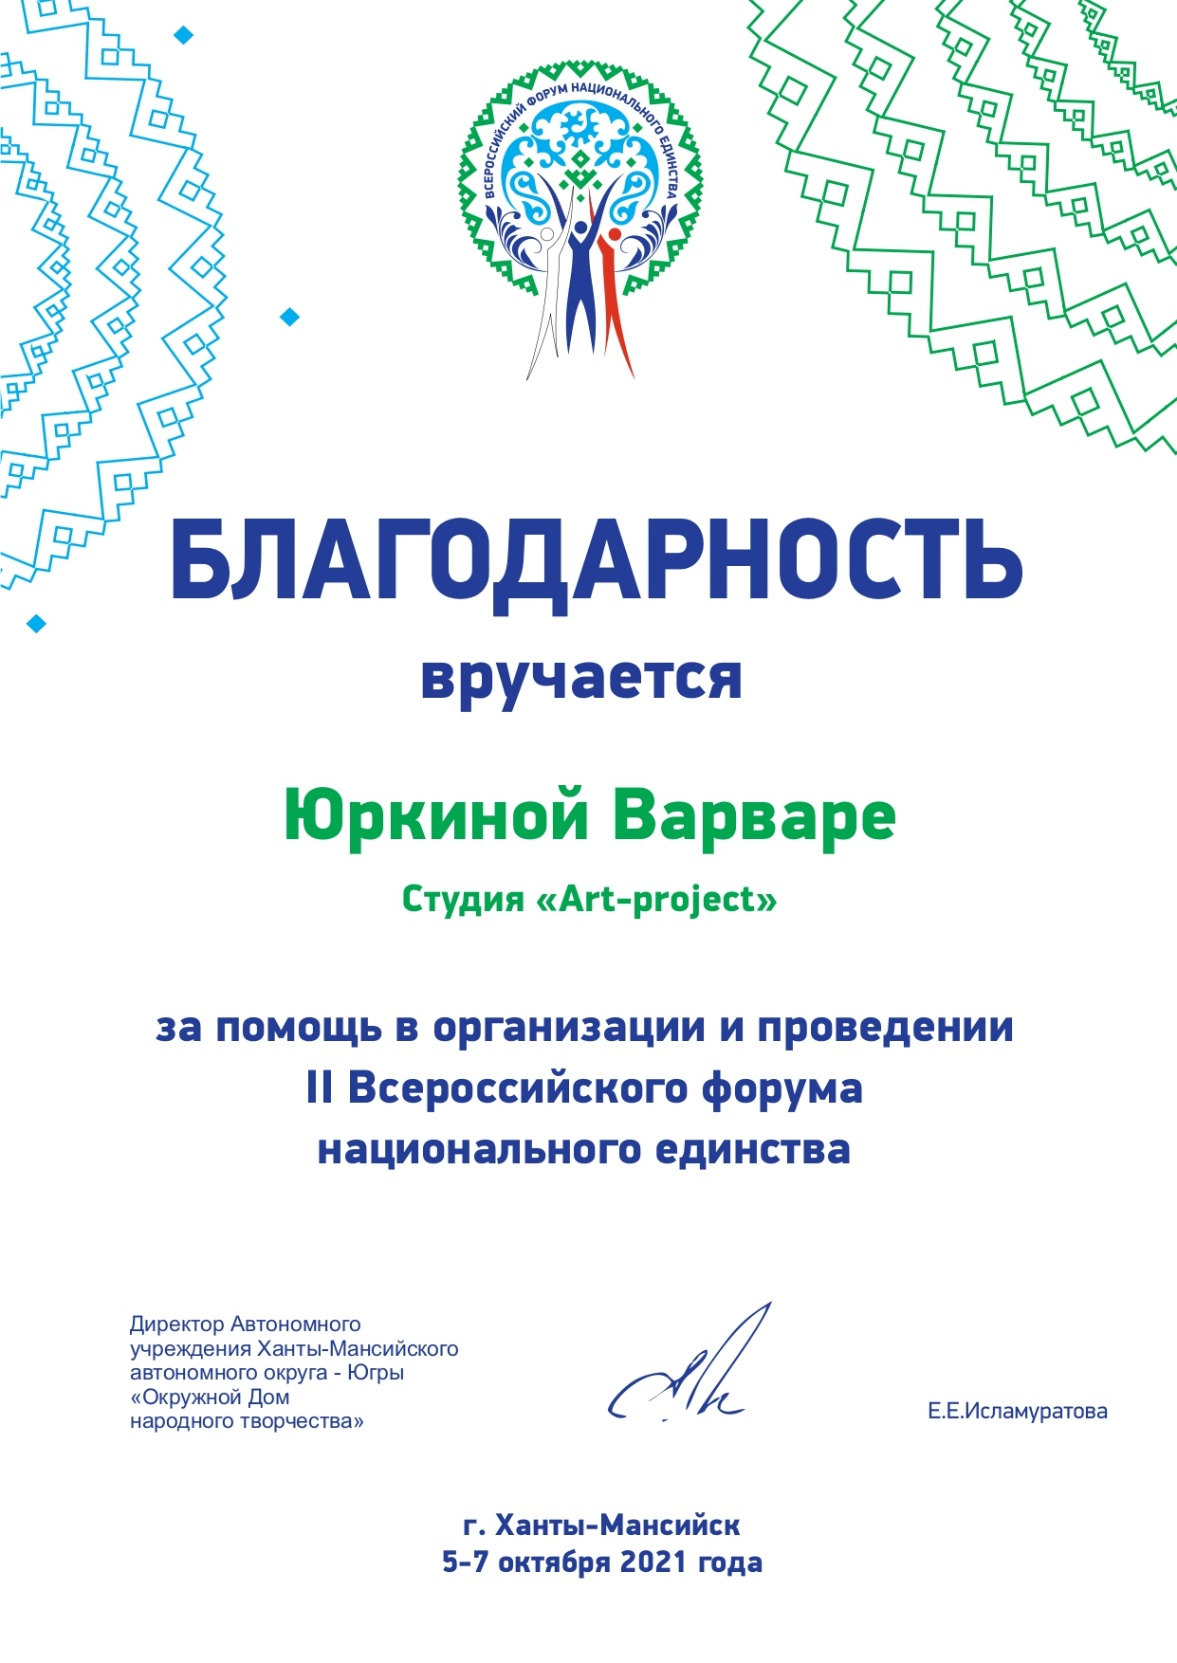 ВСЕРОССИЙСКИЙ ФОРУМ НАЦИОНАЛЬНОГО ЕДИНСТВА
БЛАГОДАРНОСТЬ
вручается
Юркиной Варваре
Студия «Art-project»
за помощь в организации и проведении
II Всероссийского форума
национального единства
Директор Автономного
учреждения Ханты-Мансийского
автономного округа - Югры
«Окружной Дом
народного творчества»
Е.Е.Исламуратова
г. Ханты-Мансийск
5-7 октября 2021 года